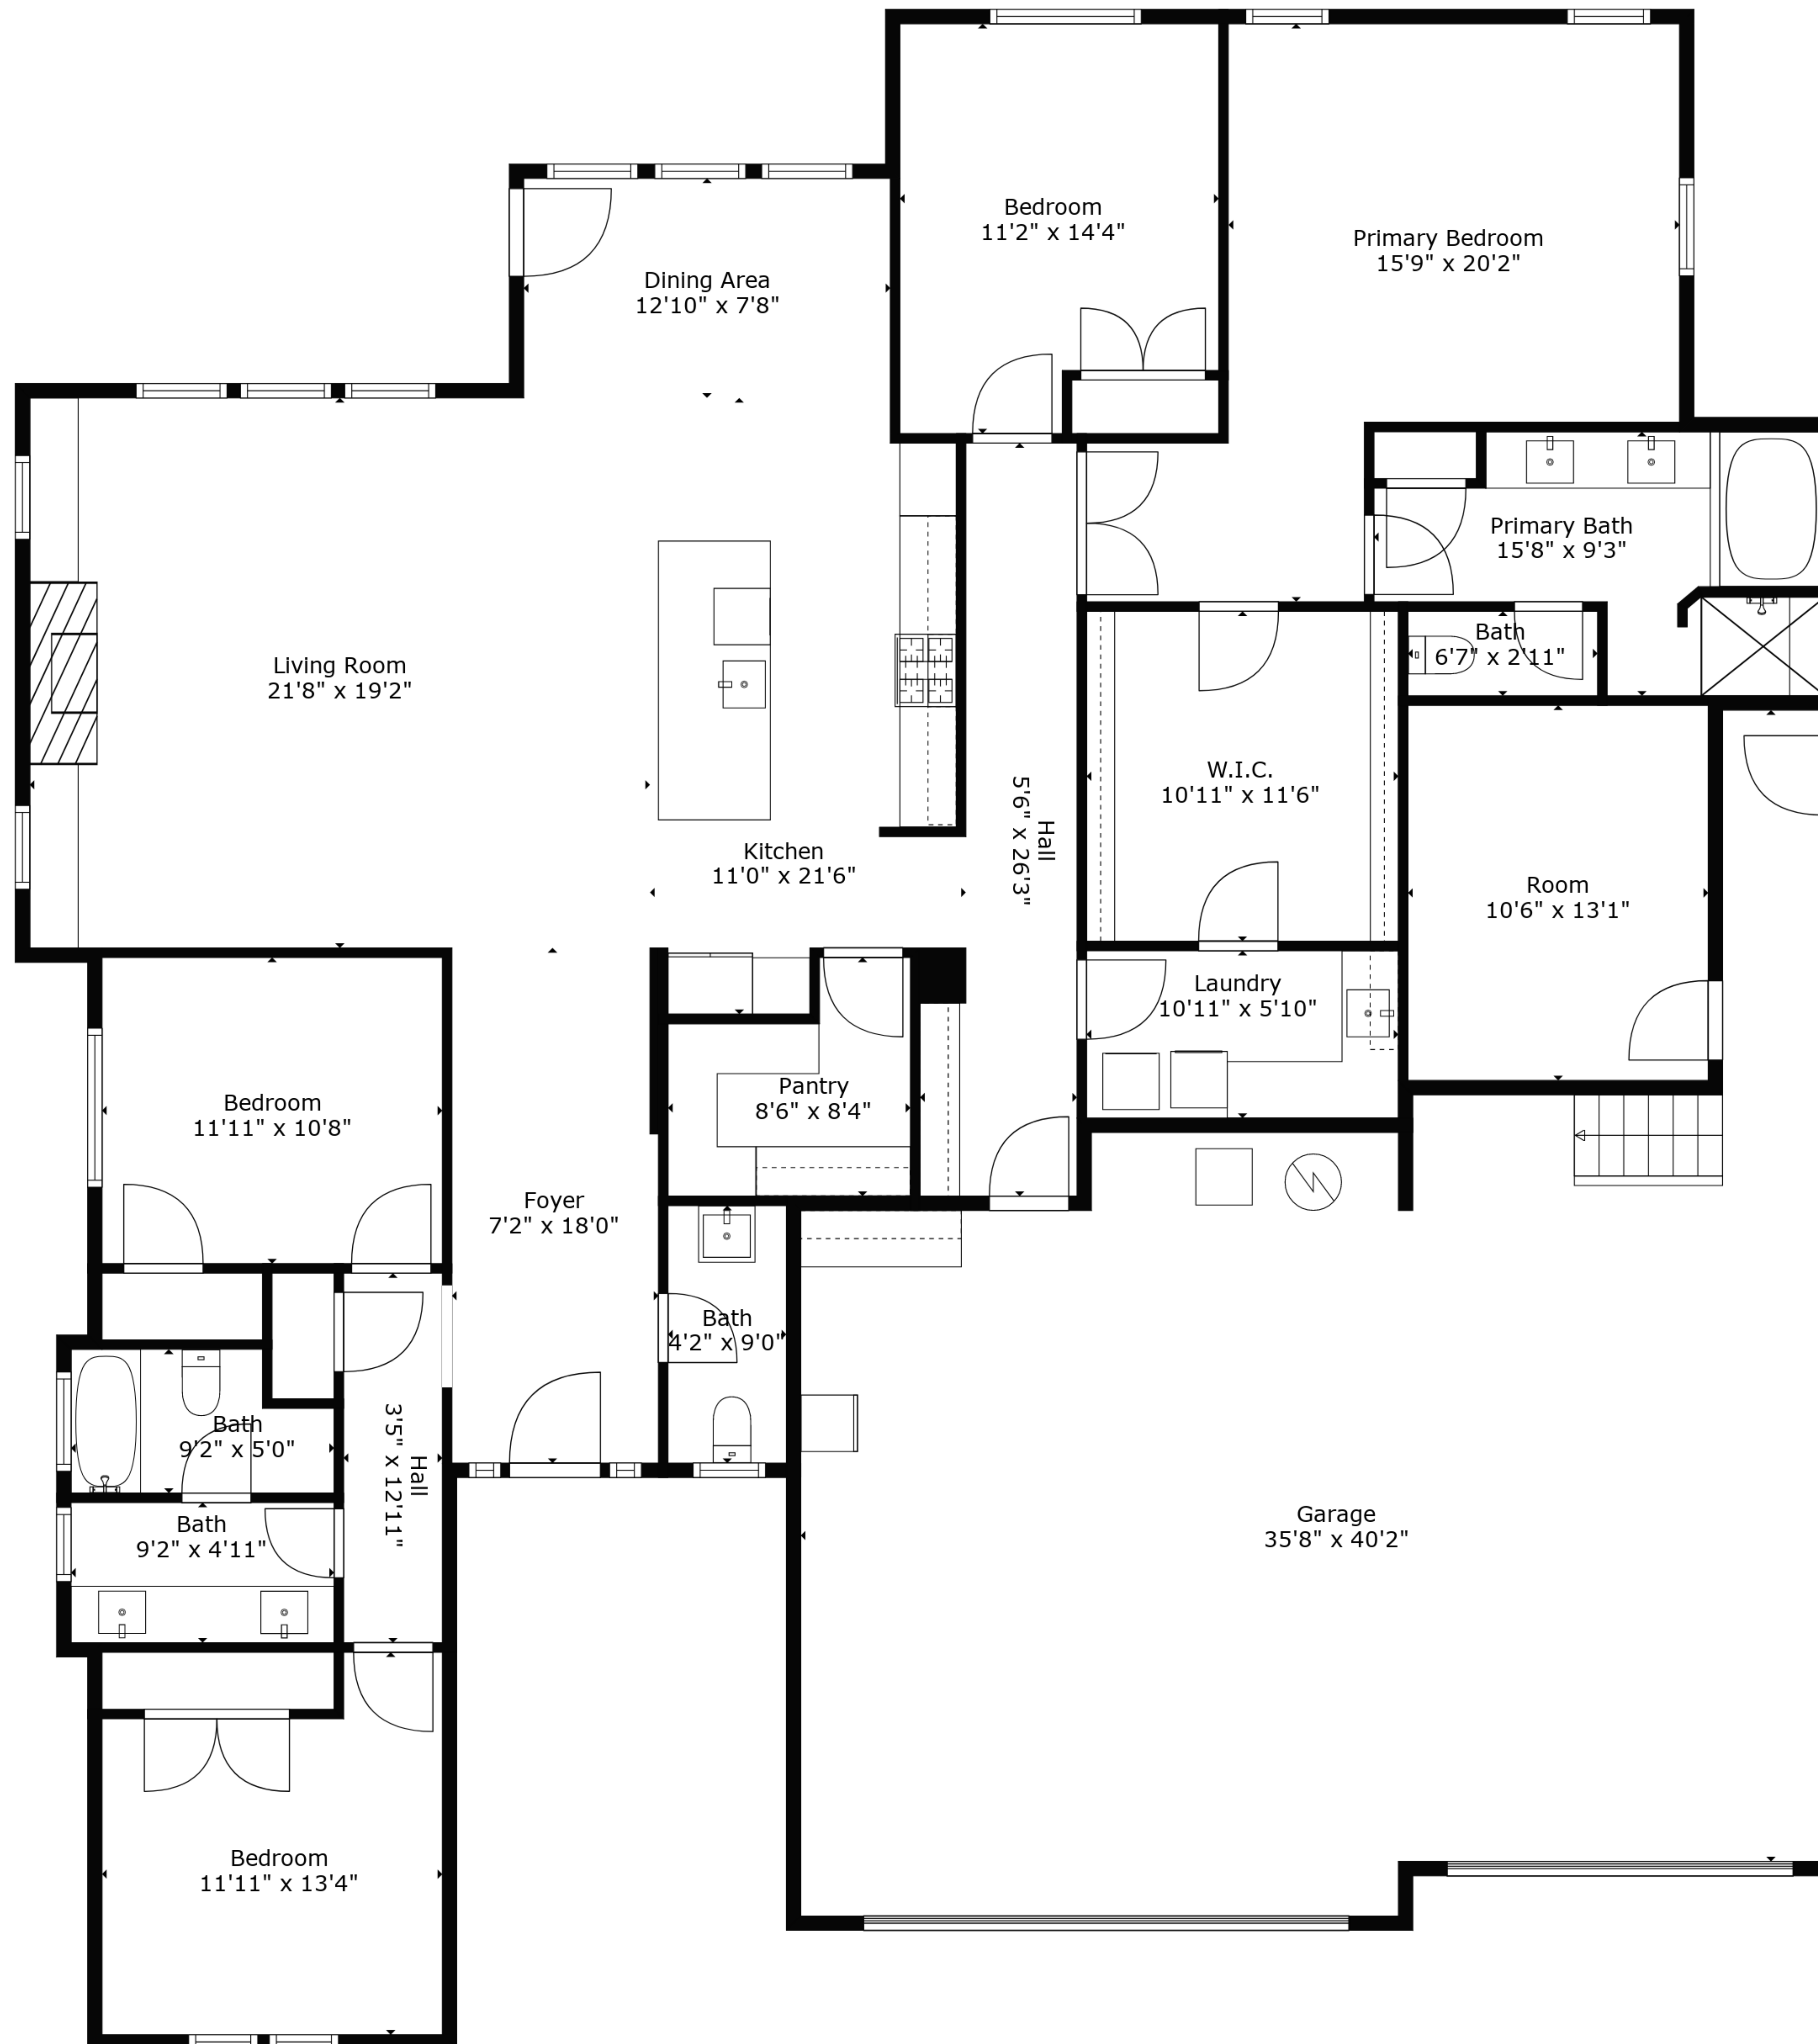 Bedroom
11'2" x 14'4"
Primary Bedroom
15'9" x 20'2"
Dining Area
12'10" x 7'8"
Primary Bath
15'8" x 9'3"
Bath
6'7" x 2'11"
Living Room
21'8" x 19'2"
W.I.C.
10'11" x 11'6"
Hall
5'6" x 26'3"
Kitchen
11'0" x 21'6"
Room
10'6" x 13'1"
Laundry
10'11" x 5'10"
Pantry
8'6" x 8'4"
Bedroom
11'11" x 10'8"
Foyer
7'2" x 18'0"
Bath
4'2" x 9'0"
Bath
9'2" x 5'0"
Hall
3'5" x 12'11"
Bath
9'2" x 4'11"
Garage
35'8" x 40'2"
Bedroom
11'11" x 13'4"